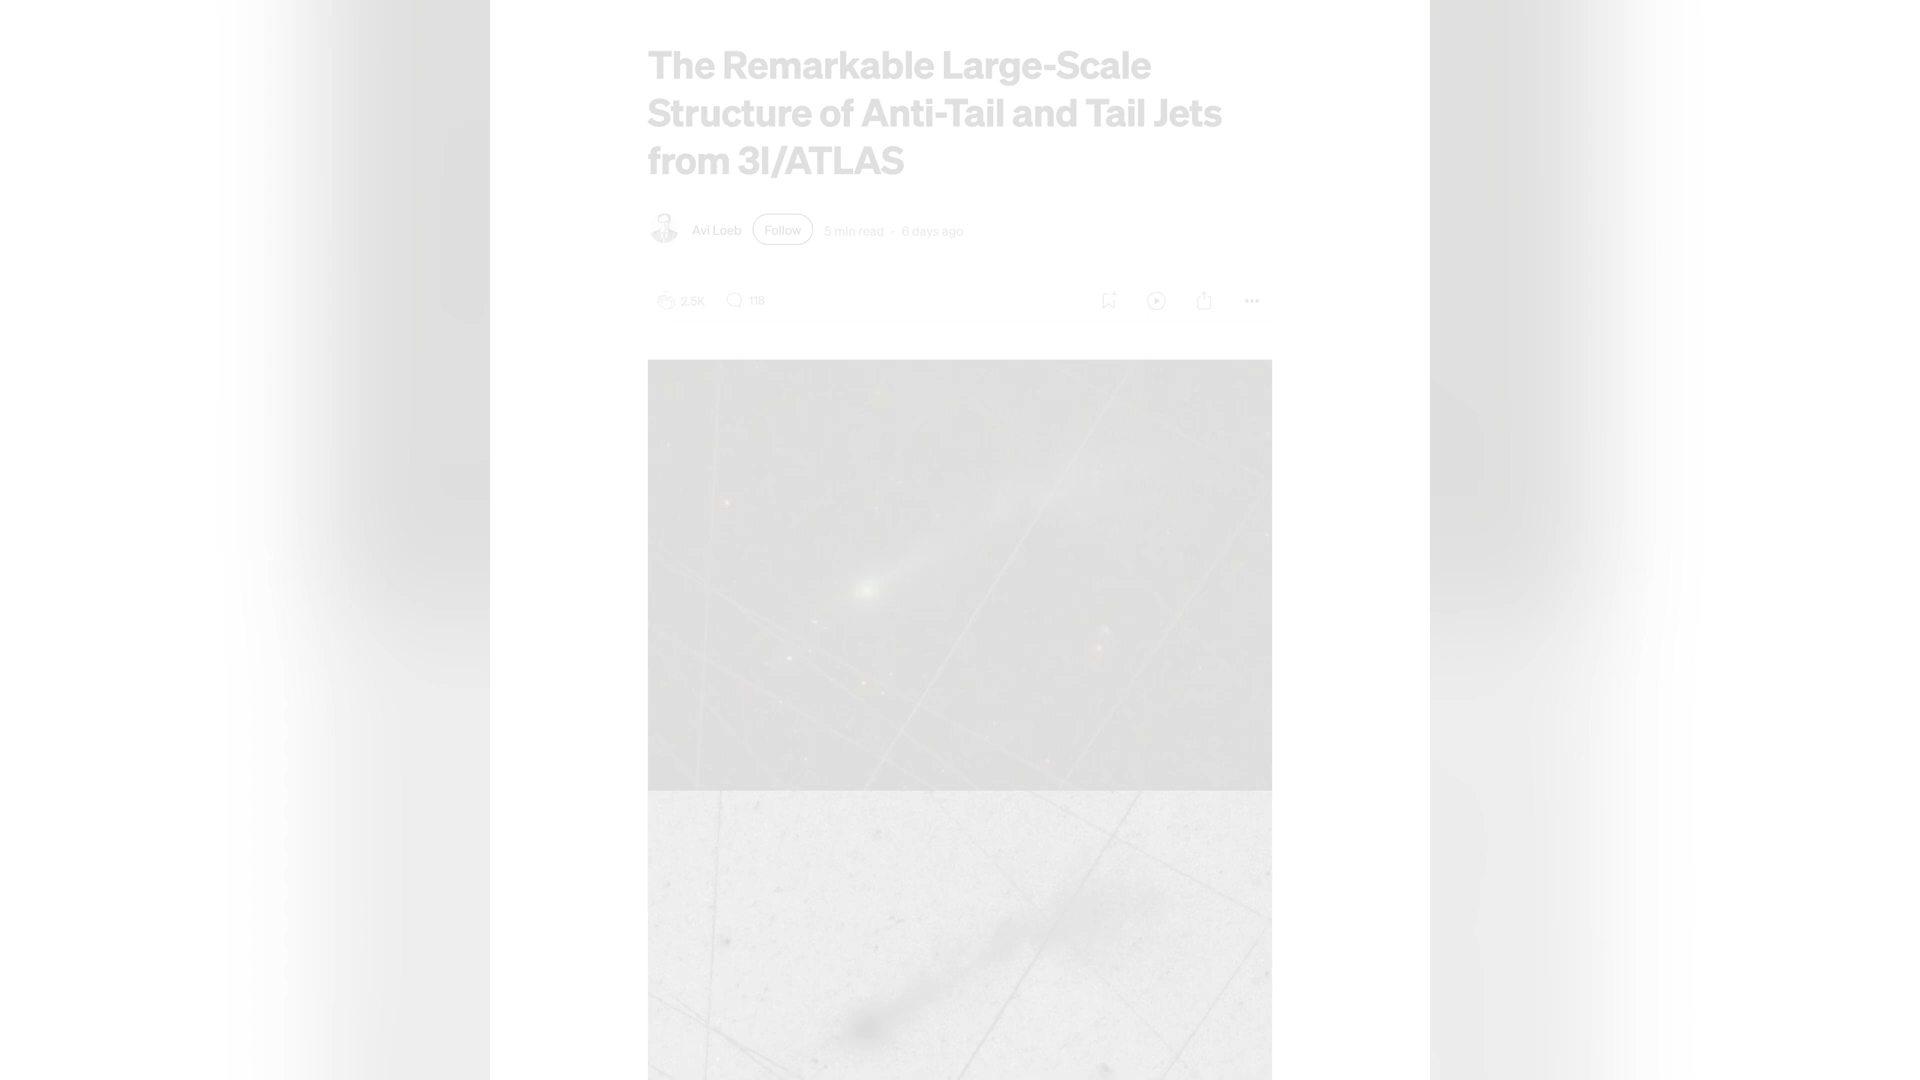 The Remarkable Large-Scale
Structure of Anti-Tail and Tail Jets
from 3I/ATLAS
Avi Loeb Follow 5 min read · 6 days ago
2.5K 118